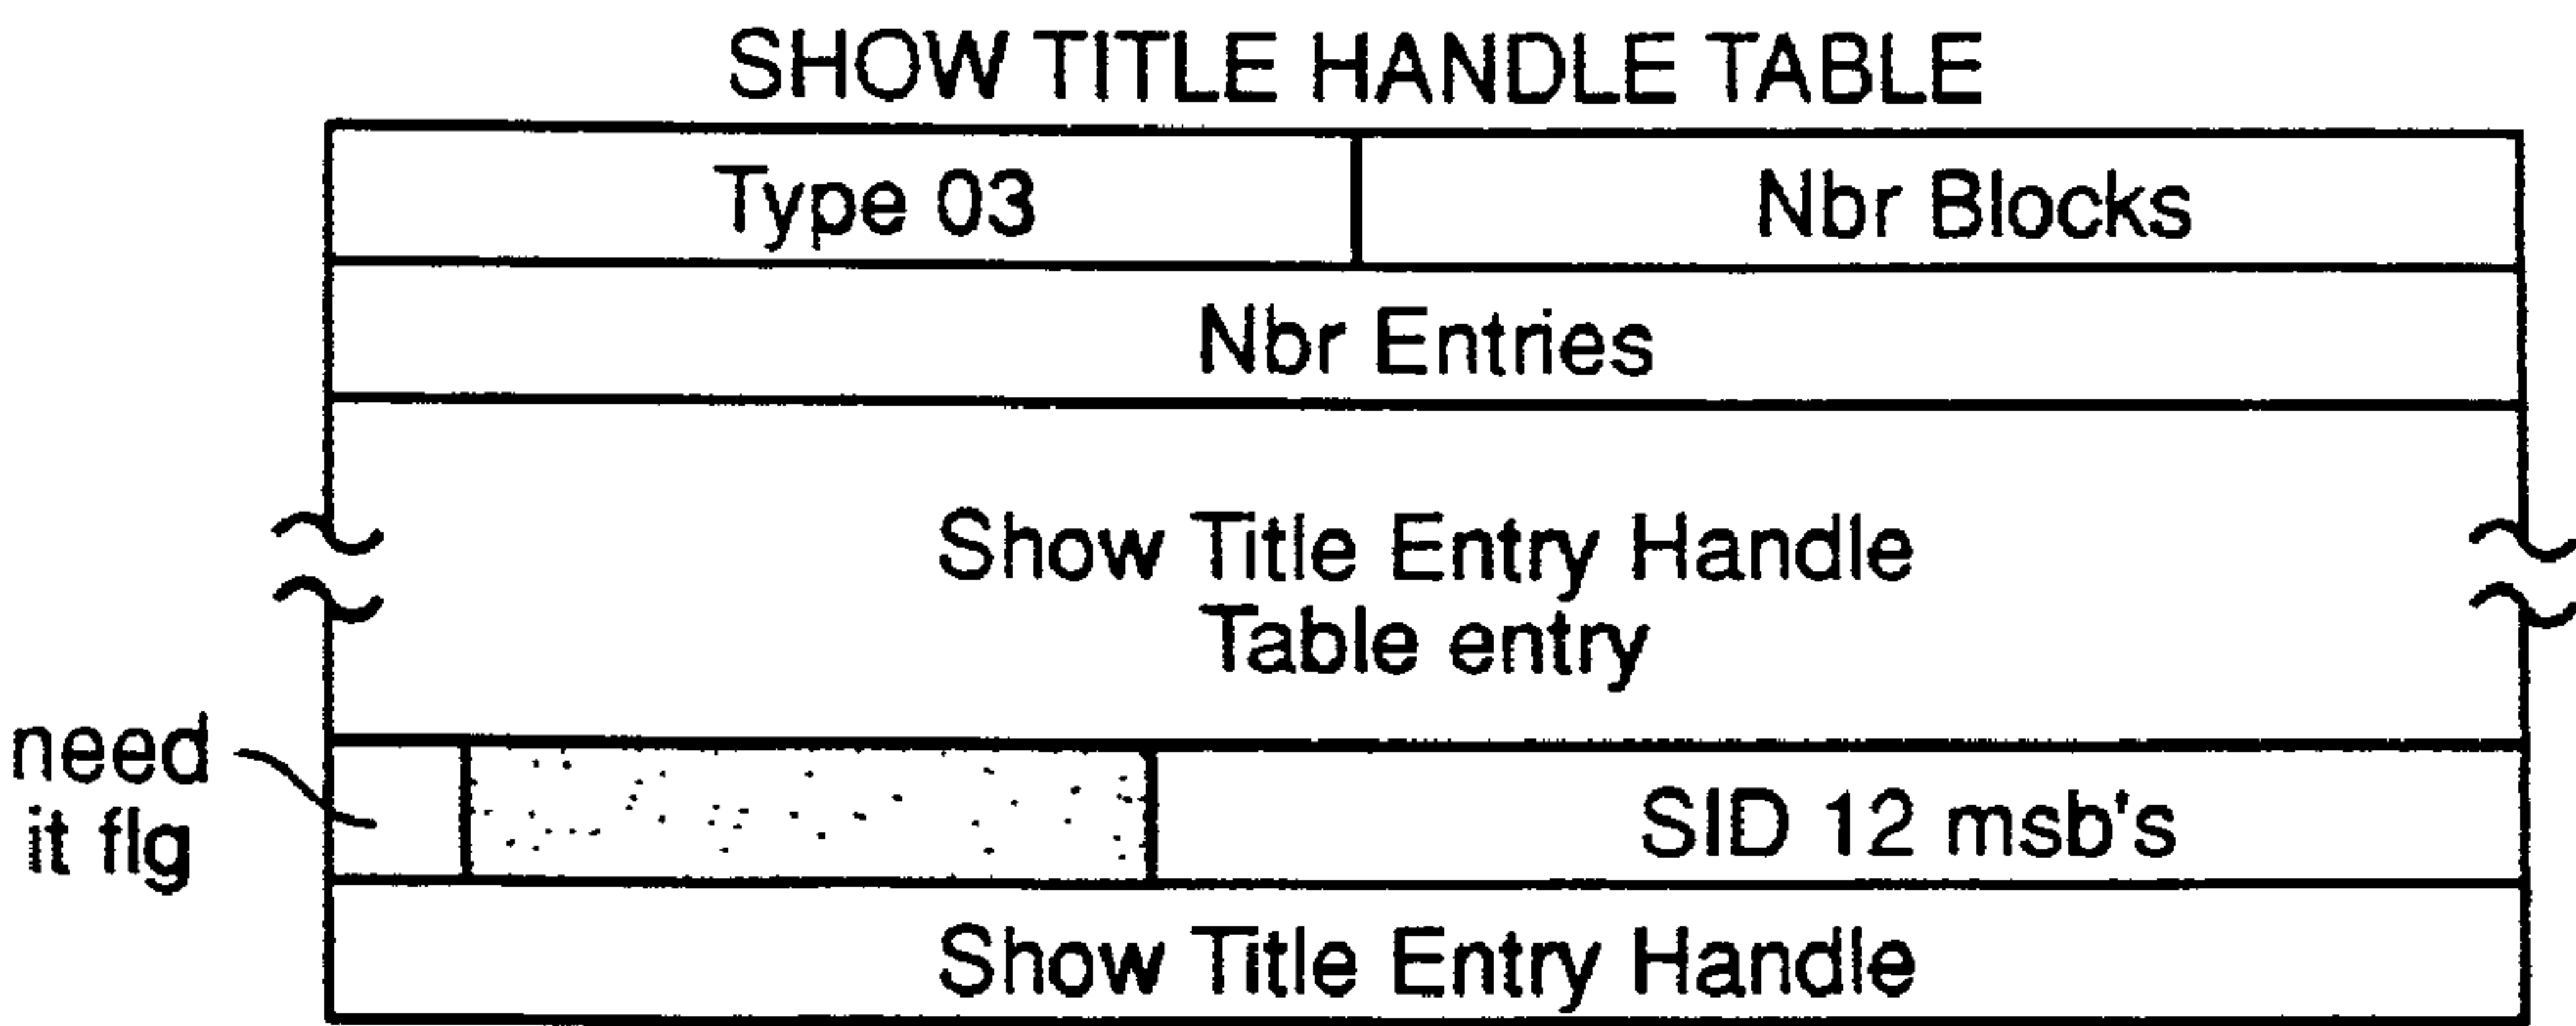 SHOW TITLE HANDLE TABLE
Type 03 Nbr Blocks
Nbr Entries
Show Title Entry Handle
Table entry
need
it flg
SID 12 msb's
Show Title Entry Handle